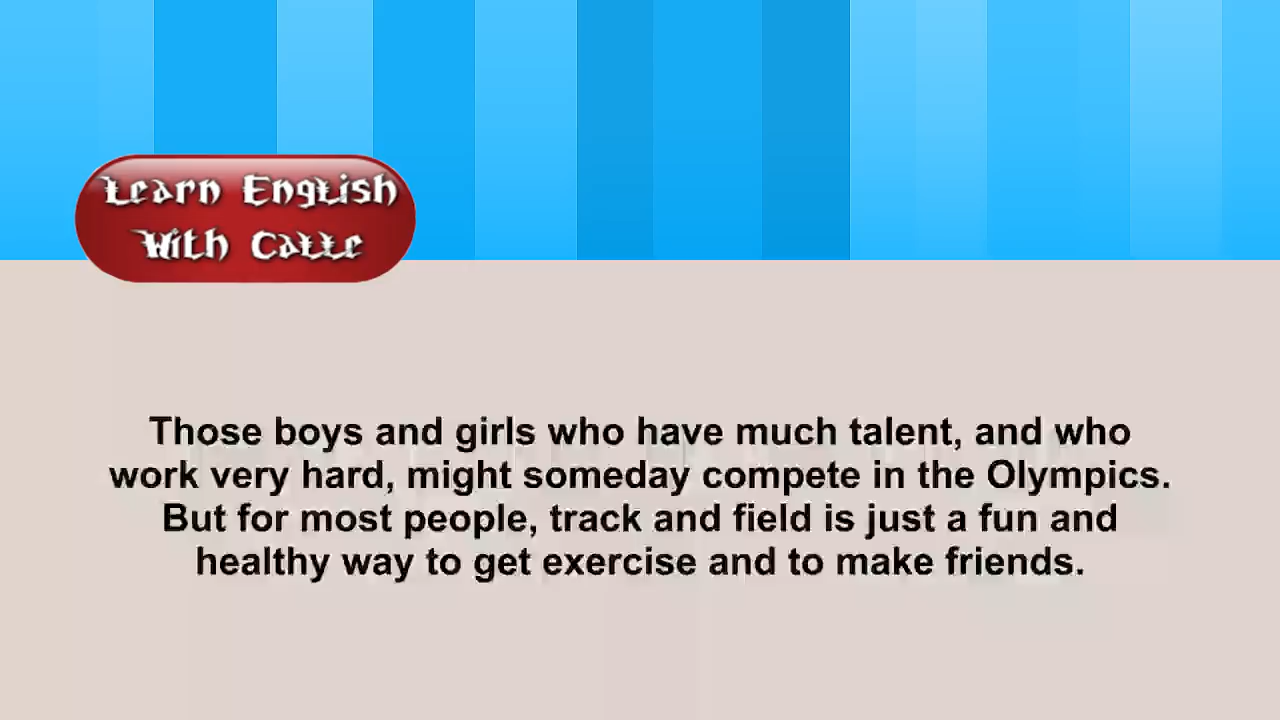 Learn English
With Catte
Those boys and girls who have much talent, and who
work very hard, might someday compete in the Olympics.
But for most people, track and field is just a fun and
healthy way to get exercise and to make friends.